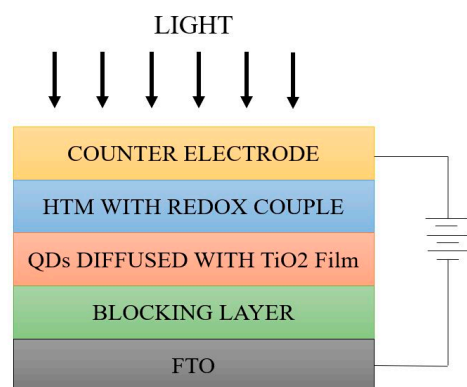 LIGHT
COUNTER ELECTRODE
HTM WITH REDOX COUPLE
QDs DIFFUSED WITH TiO2 Film
BLOCKING LAYER
FTO